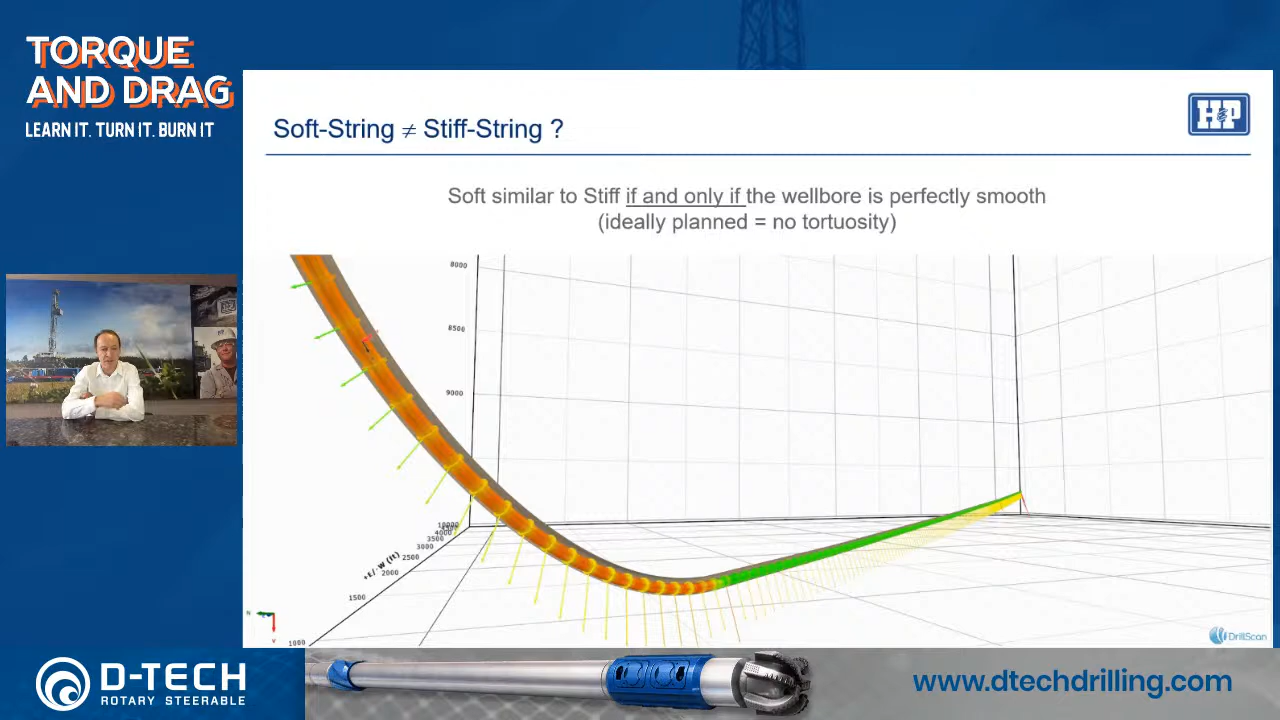 TORQUE
AND DRAG
LEARN IT. TURN IT. BURN IT
H&P
Soft-String ≠ Stiff-String ?
Soft similar to Stiff if and only if the wellbore is perfectly smooth
(ideally planned = no tortuosity)
8000
8500
9000
10000
4000
3500
3000
2500
2000
1500
1000
N
V
DrillScan
D-TECH
ROTARY STEERABLE
www.dtechdrilling.com